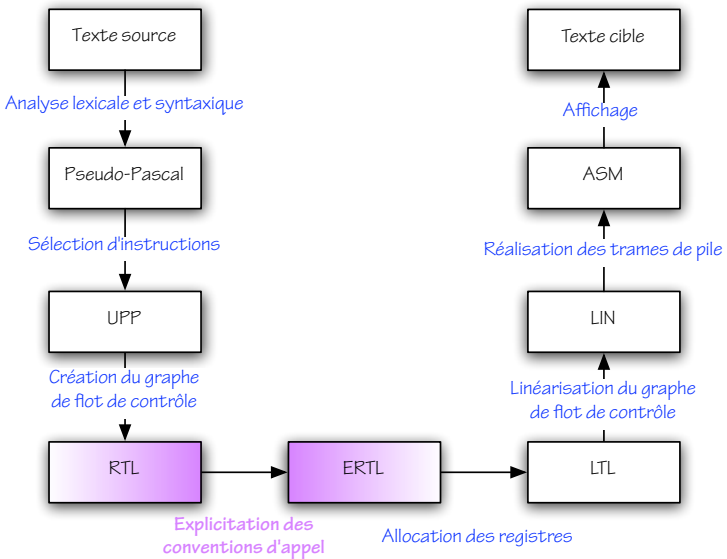 Texte source
Analyse lexicale et syntaxique
Pseudo-Pascal
Sélection d'instructions
UPP
Création du graphe
de flot de contrôle
RTL
Explicitation des
conventions d'appel
ERTL
Allocation des registres
LTL
Linéarisation du graphe
de flot de contrôle
LIN
Réalisation des trames de pile
ASM
Affichage
Texte cible